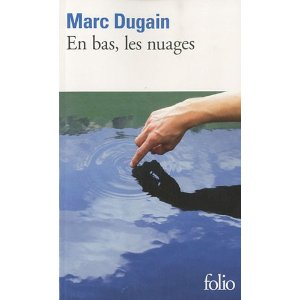 Marc Dugain
En bas, les nuages
folio